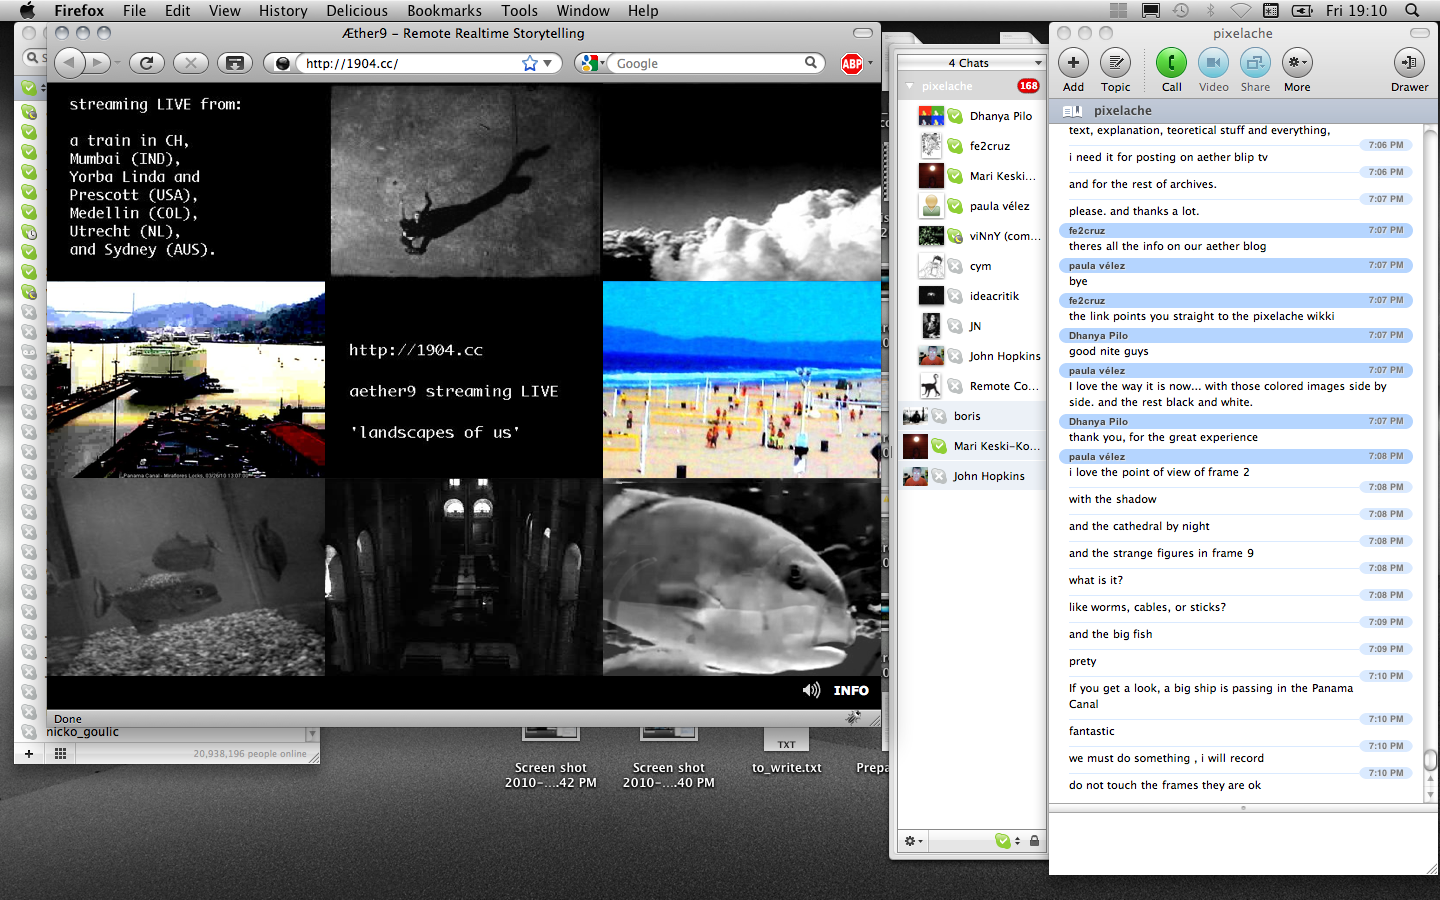 Firefox File Edit View History Delicious Bookmarks Tools Window Help
Fri 19:10
Æther9 - Remote Realtime Storytelling
http://1904.cc/
Google
ABP
streaming LIVE from:
a train in CH,
Mumbai (IND),
Yorba Linda and
Prescott (USA),
Medellin (COL),
Utrecht (NL),
and Sydney (AUS).
http://1904.cc
aether9 streaming LIVE
'landscapes of us'
Panama Canal - Miraflores Locks, 03/26/10 13:07:00
INFO
Done
nicko_goulic
20,938,196 people online
Screen shot
2010-....42 PM
Screen shot
2010-....40 PM
TXT
to_write.txt
Prepa
4 Chats
pixelache
168
Dhanya Pilo
fe2cruz
Mari Keski...
paula vélez
viNnY (com...
cym
ideacritik
JN
John Hopkins
Remote Co...
boris
Mari Keski-Ko...
John Hopkins
pixelache
Add Topic Call Video Share More Drawer
pixelache
text, explanation, teoretical stuff and everything,
7:06 PM
i need it for posting on aether blip tv
7:06 PM
and for the rest of archives.
7:07 PM
please. and thanks a lot.
fe2cruz 7:07 PM
theres all the info on our aether blog
paula vélez 7:07 PM
bye
fe2cruz 7:07 PM
the link points you straight to the pixelache wikki
Dhanya Pilo 7:07 PM
good nite guys
paula vélez 7:07 PM
I love the way it is now... with those colored images side by
side. and the rest black and white.
Dhanya Pilo 7:07 PM
thank you, for the great experience
paula vélez 7:08 PM
i love the point of view of frame 2
7:08 PM
with the shadow
7:08 PM
and the cathedral by night
7:08 PM
and the strange figures in frame 9
7:08 PM
what is it?
7:08 PM
like worms, cables, or sticks?
7:09 PM
and the big fish
7:09 PM
prety
7:10 PM
If you get a look, a big ship is passing in the Panama
Canal
7:10 PM
fantastic
7:10 PM
we must do something , i will record
7:10 PM
do not touch the frames they are ok